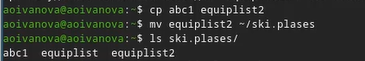 aoivanova@aoivanova:~$ cp abc1 equiplist2
aoivanova@aoivanova:~$ mv equiplist2 ~/ski.plases
aoivanova@aoivanova:~$ ls ski.plases/
abc1  equiplist  equiplist2